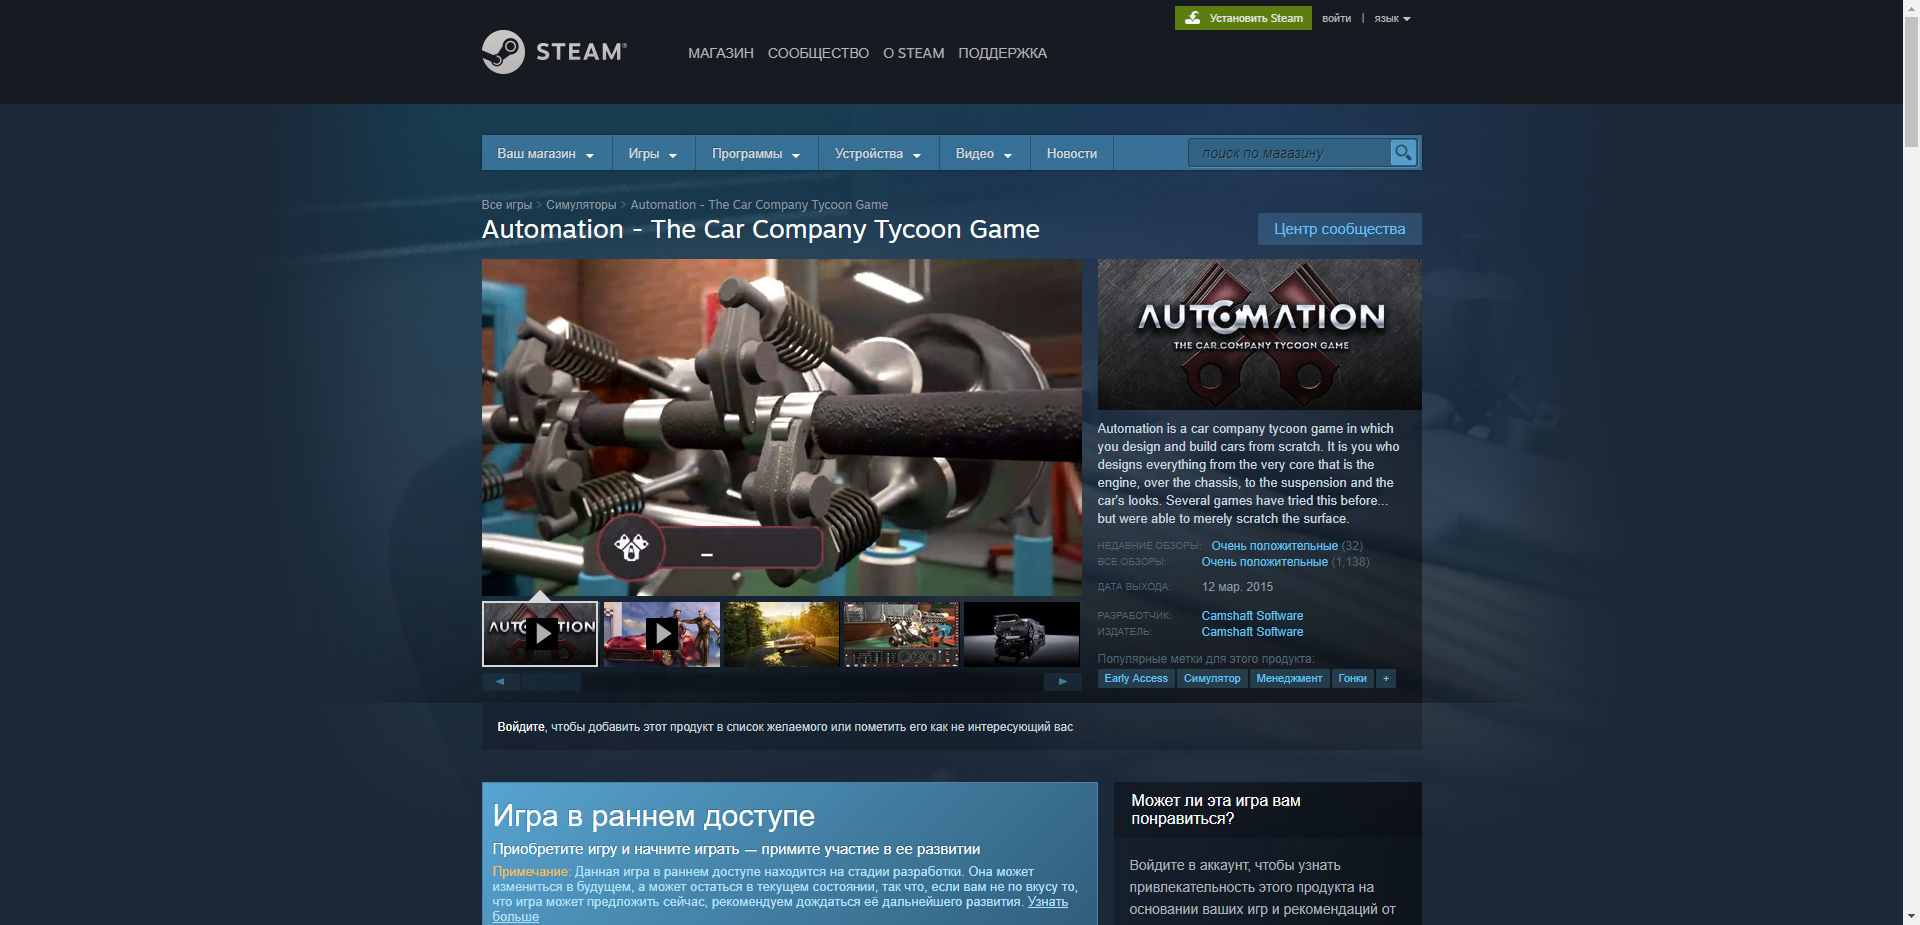 Установить Steam
войти | язык
STEAM®
МАГАЗИН СООБЩЕСТВО О STEAM ПОДДЕРЖКА
Ваш магазин Игры Программы Устройства Видео Новости поиск по магазину
Все игры > Симуляторы > Automation - The Car Company Tycoon Game
Automation - The Car Company Tycoon Game
Центр сообщества
AUTOMATION
THE CAR COMPANY TYCOON GAME
Automation is a car company tycoon game in which
you design and build cars from scratch. It is you who
designs everything from the very core that is the
engine, over the chassis, to the suspension and the
car's looks. Several games have tried this before...
but were able to merely scratch the surface.
НЕДАВНИЕ ОБЗОРЫ: Очень положительные (32)
ВСЕ ОБЗОРЫ: Очень положительные (1,138)
ДАТА ВЫХОДА: 12 мар. 2015
РАЗРАБОТЧИК: Camshaft Software
ИЗДАТЕЛЬ: Camshaft Software
Популярные метки для этого продукта:
Early Access Симулятор Менеджмент Гонки +
Войдите, чтобы добавить этот продукт в список желаемого или пометить его как не интересующий вас
Игра в раннем доступе
Приобретите игру и начните играть — примите участие в ее развитии
Примечание: Данная игра в раннем доступе находится на стадии разработки. Она может
измениться в будущем, а может остаться в текущем состоянии, так что, если вам не по вкусу то,
что игра может предложить сейчас, рекомендуем дождаться её дальнейшего развития. Узнать
больше
Может ли эта игра вам
понравиться?
Войдите в аккаунт, чтобы узнать
привлекательность этого продукта на
основании ваших игр и рекомендаций от